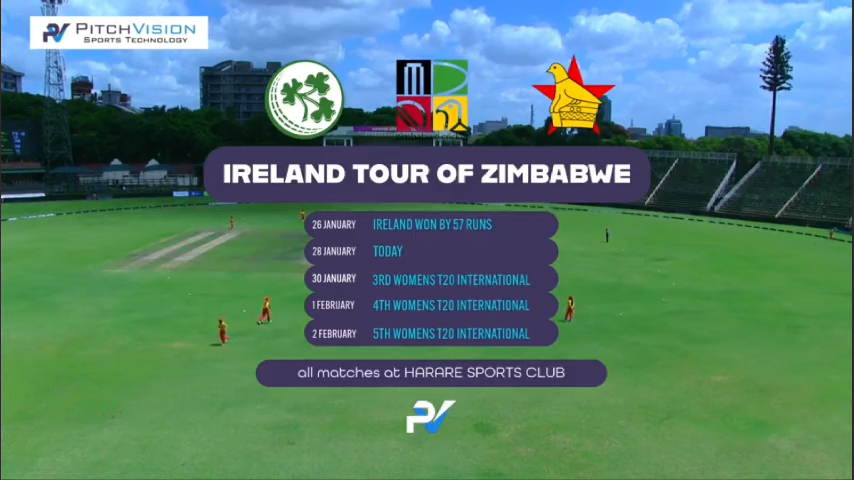 PITCHVISION
SPORTS TECHNOLOGY
IRELAND TOUR OF ZIMBABWE
26 JANUARY IRELAND WON BY 57 RUNS
28 JANUARY TODAY
30 JANUARY 3RD WOMENS T20 INTERNATIONAL
1 FEBRUARY 4TH WOMENS T20 INTERNATIONAL
2 FEBRUARY 5TH WOMENS T20 INTERNATIONAL
all matches at HARARE SPORTS CLUB
PV